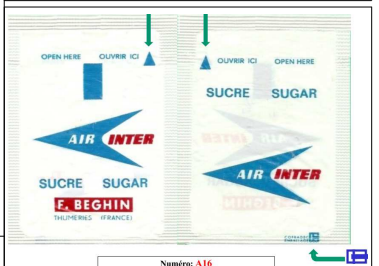 OPEN HERE OUVRIR ICI
AIR INTER
SUCRE SUGAR
F. BEGHIN
THUMERIES (FRANCE)
OUVRIR ICI OPEN HERE
SUCRE SUGAR
AIR INTER
Numéro: A16